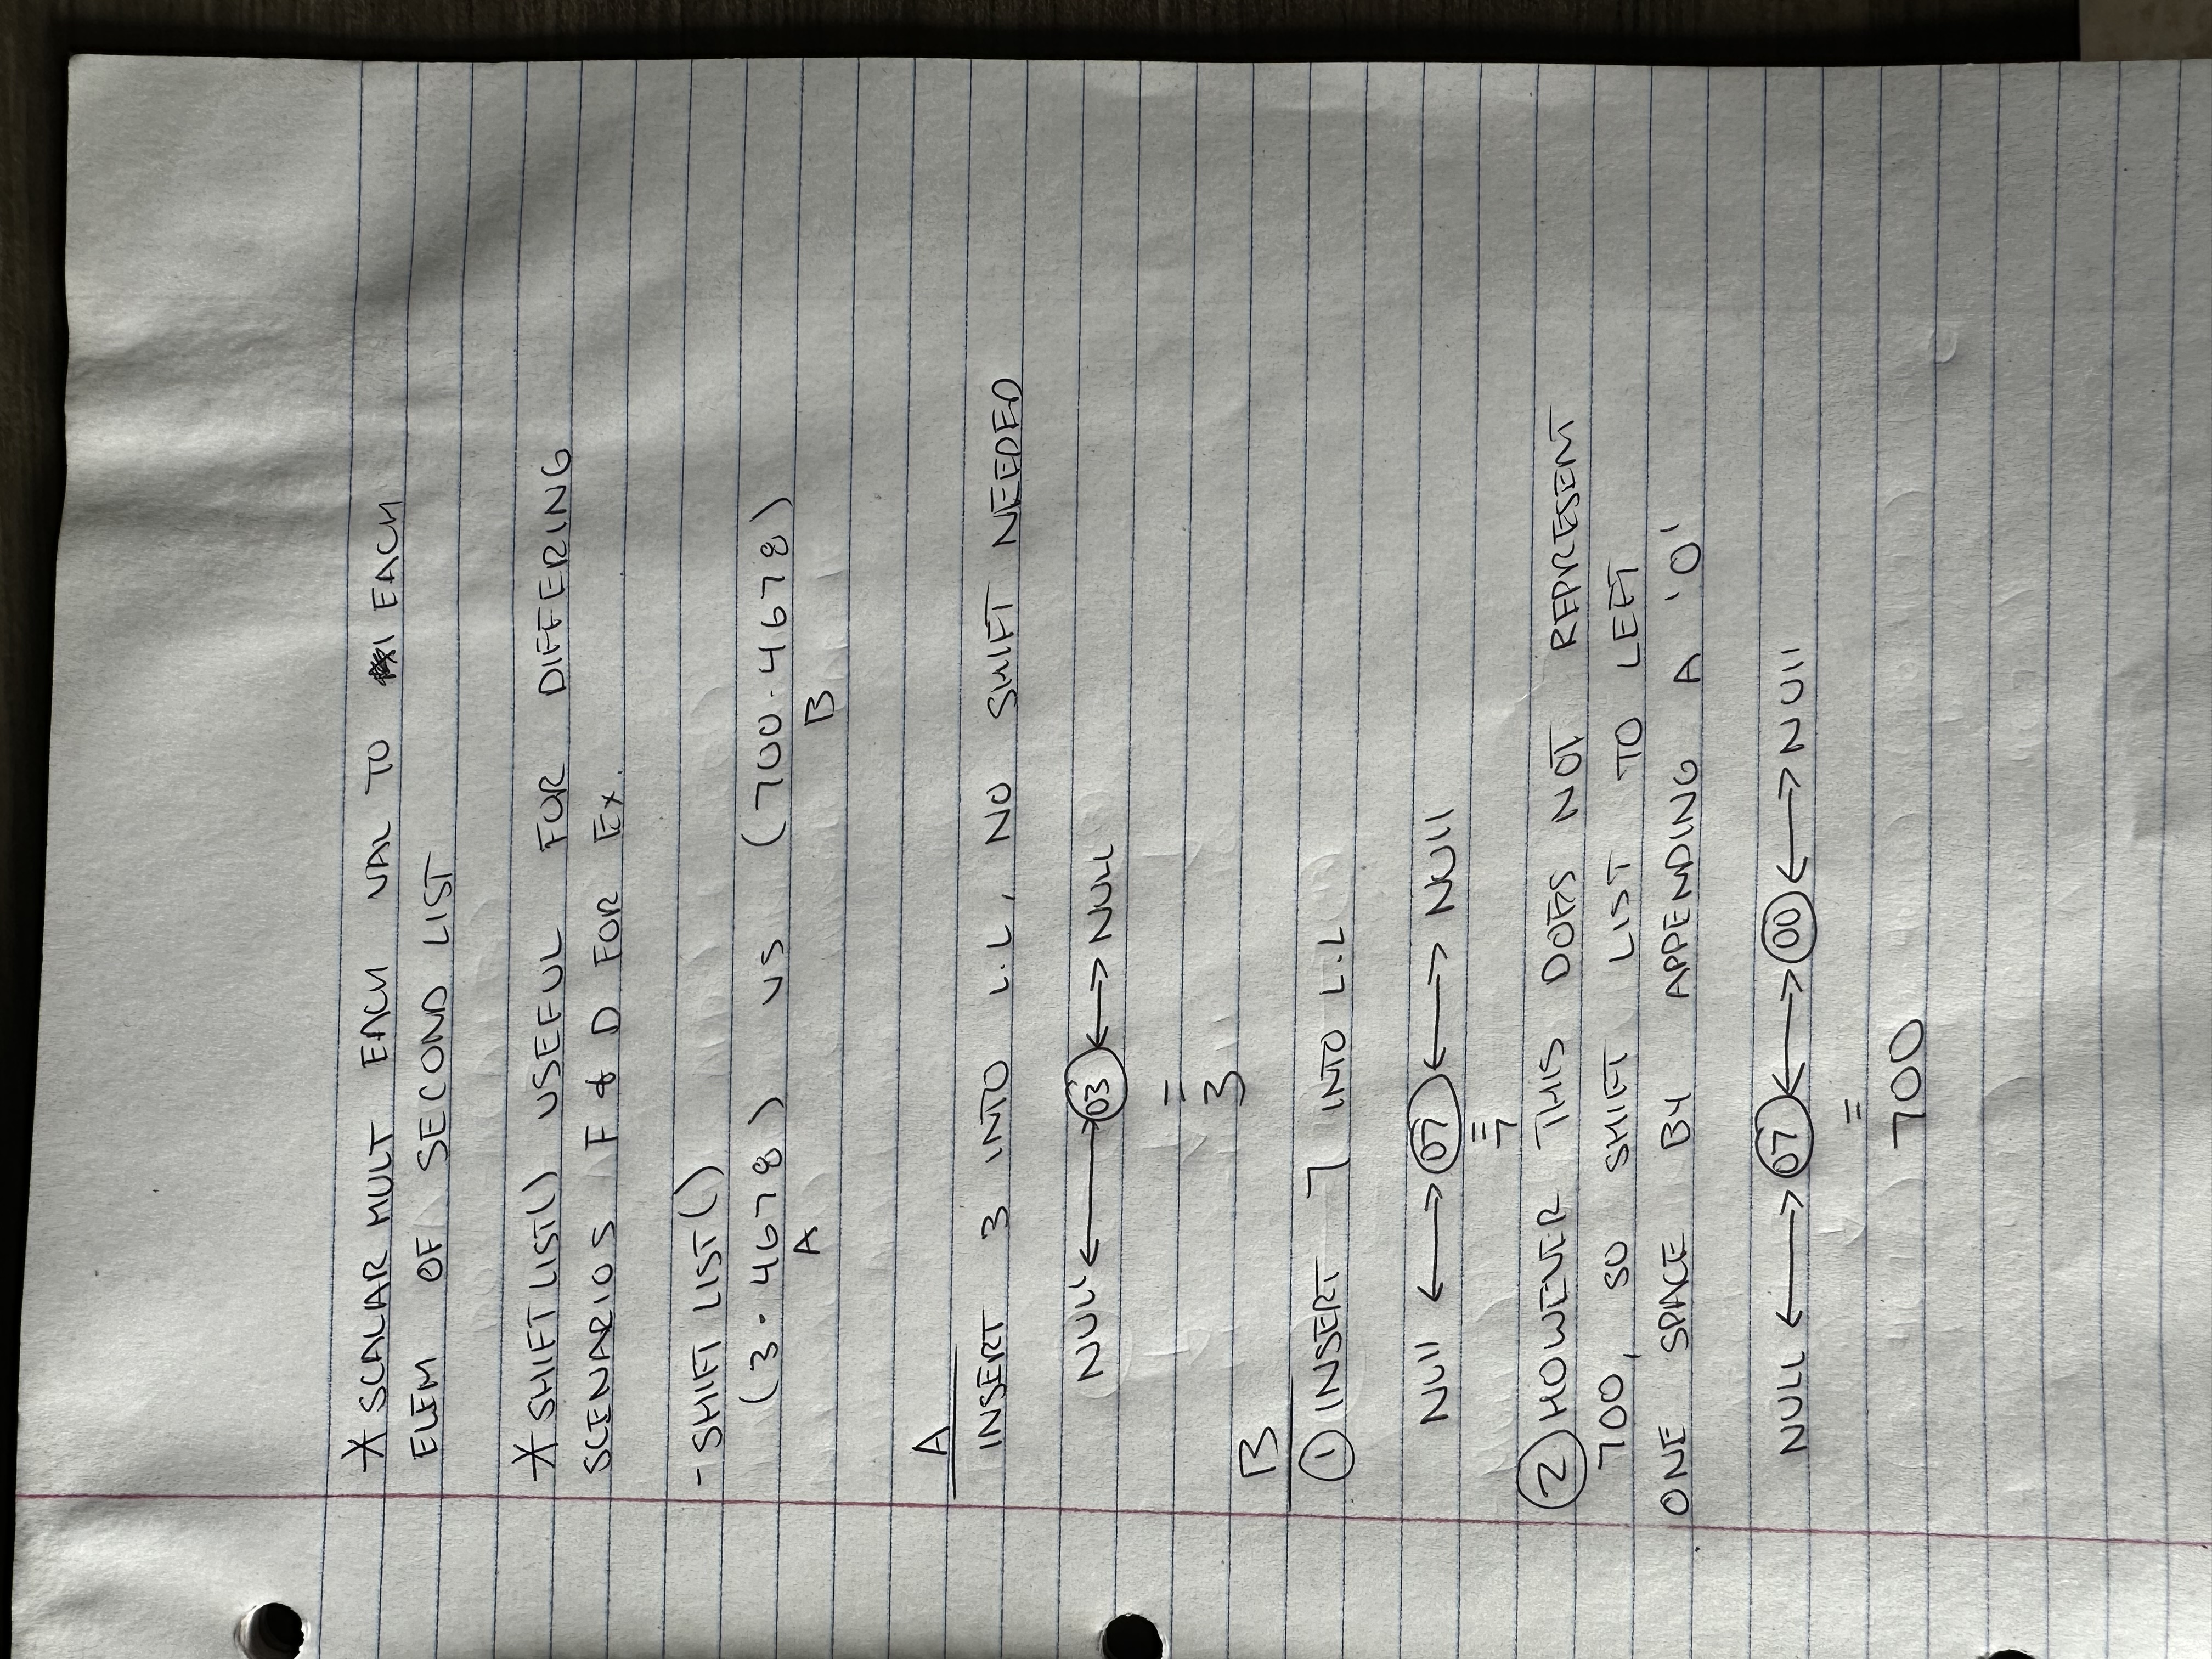 * SCALAR MULT EACH VAL TO EACH
ELEM OF SECOND LIST
* SHIFT LIST() USEFUL FOR DIFFERING
SCENARIOS F & D FOR EX.
- SHIFT LIST()
(3 · 4678) VS (700 · 4678)
A B
A
INSERT 3 INTO L.L, NO SHIFT NEEDED
NULL ⟷ 03 ⟷ NULL
=
3
B
① INSERT 7 INTO L.L
NULL ⟷ 07 ⟷ NULL
=
7
② HOWEVER THIS DOES NOT REPRESENT
700, SO SHIFT LIST TO LEFT
ONE SPACE BY APPENDING A '0'
NULL ⟷ 07 ⟷ 00 ⟷ NULL
=
700